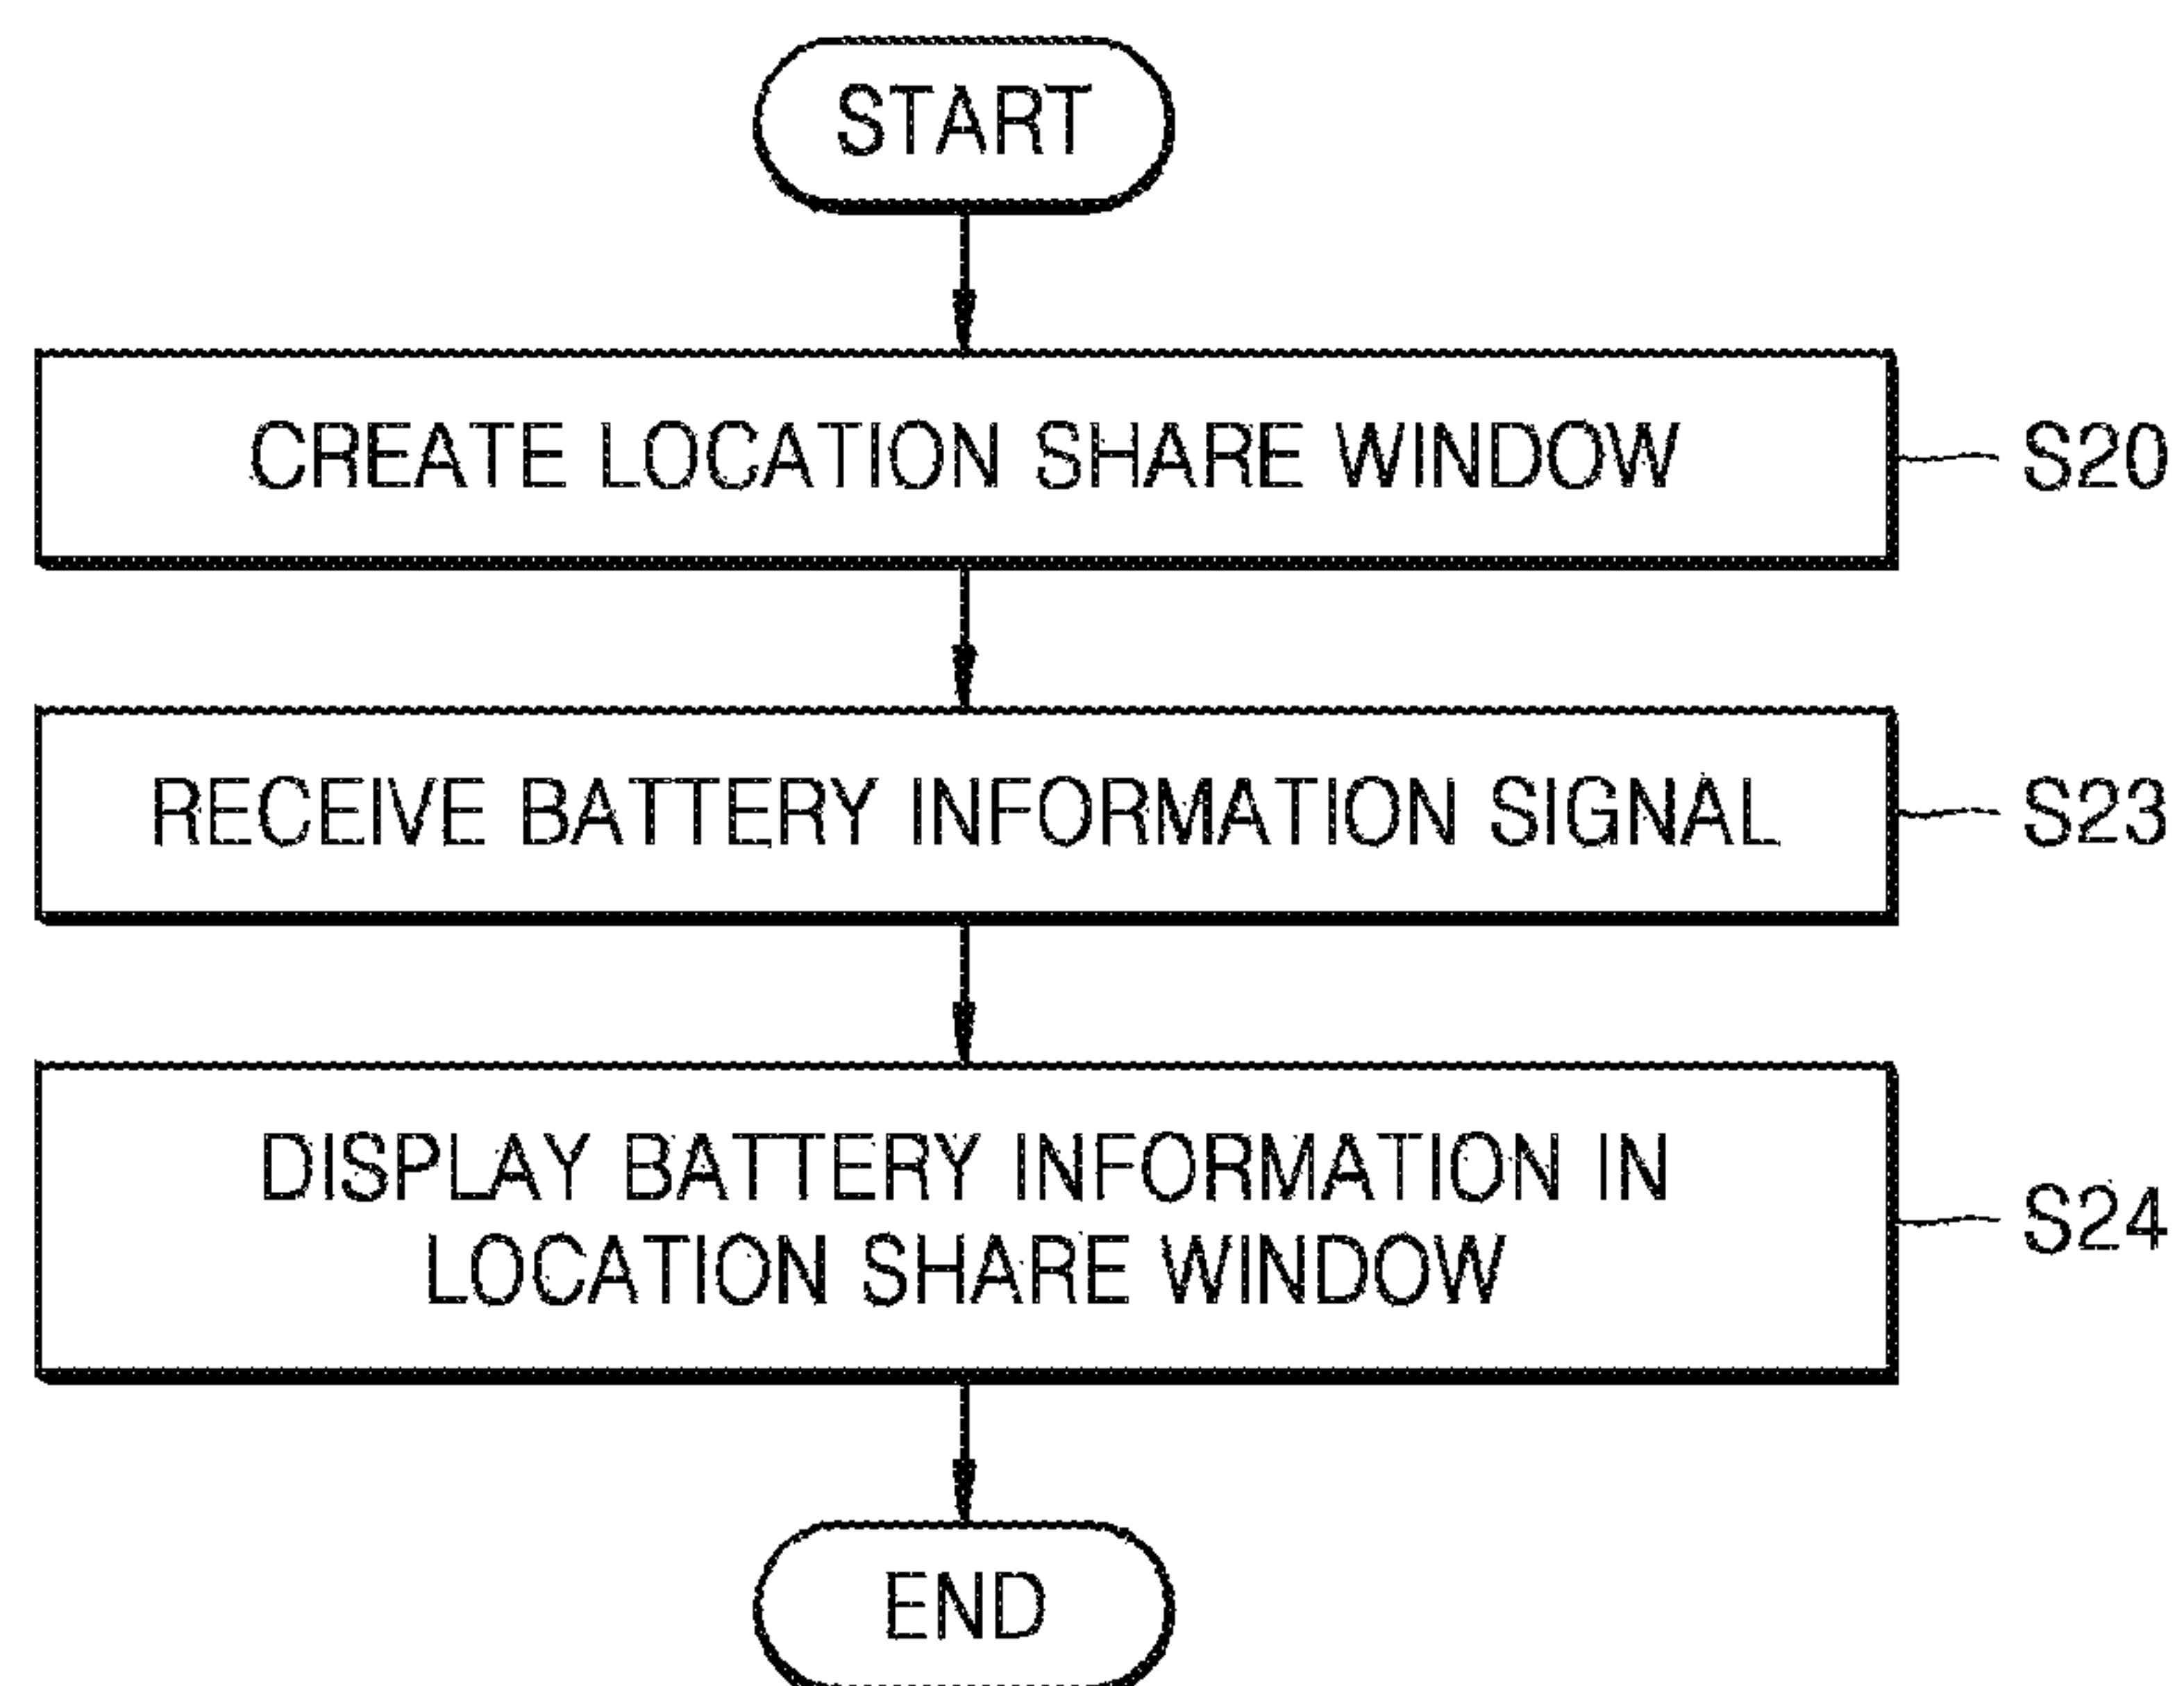 START
CREATE LOCATION SHARE WINDOW
S20
RECEIVE BATTERY INFORMATION SIGNAL
S23
DISPLAY BATTERY INFORMATION IN
LOCATION SHARE WINDOW
S24
END